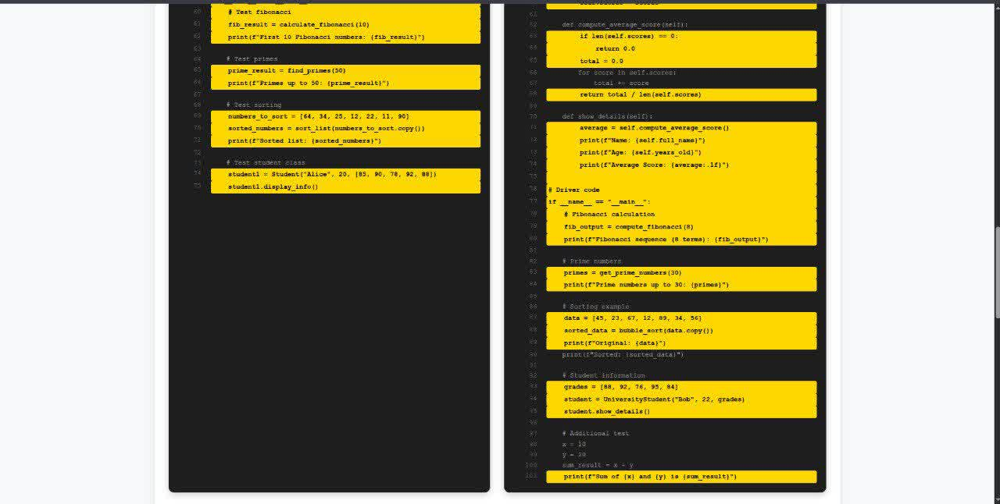 60 # Test fibonacci
61 fib_result = calculate_fibonacci(10)
62 print(f"First 10 Fibonacci numbers: {fib_result}")
63
64 # Test primes
65 prime_result = find_primes(50)
66 print(f"Primes up to 50: {prime_result}")
67
68 # Test sorting
69 numbers_to_sort = [64, 34, 25, 12, 22, 11, 90]
70 sorted_numbers = sort_list(numbers_to_sort.copy())
71 print(f"Sorted list: {sorted_numbers}")
72
73 # Test student class
74 student1 = Student("Alice", 20, [85, 90, 78, 92, 88])
75 student1.display_info()
61
62 def compute_average_score(self):
63 if len(self.scores) == 0:
64 return 0.0
65 total = 0.0
66 for score in self.scores:
67 total += score
68 return total / len(self.scores)
69
70 def show_details(self):
71 average = self.compute_average_score()
72 print(f"Name: {self.full_name}")
73 print(f"Age: {self.years_old}")
74 print(f"Average Score: {average:.1f}")
75
76 # Driver code
77 if __name__ == "__main__":
78 # Fibonacci calculation
79 fib_output = compute_fibonacci(8)
80 print(f"Fibonacci sequence (8 terms): {fib_output}")
81
82 # Prime numbers
83 primes = get_prime_numbers(30)
84 print(f"Prime numbers up to 30: {primes}")
85
86 # Sorting example
87 data = [45, 23, 67, 12, 89, 34, 56]
88 sorted_data = bubble_sort(data.copy())
89 print(f"Original: {data}")
90 print(f"Sorted: {sorted_data}")
91
92 # Student information
93 grades = [88, 92, 76, 95, 84]
94 student = UniversityStudent("Bob", 22, grades)
95 student.show_details()
96
97 # Additional test
98 x = 10
99 y = 20
100 sum_result = x + y
101 print(f"Sum of {x} and {y} is {sum_result}")